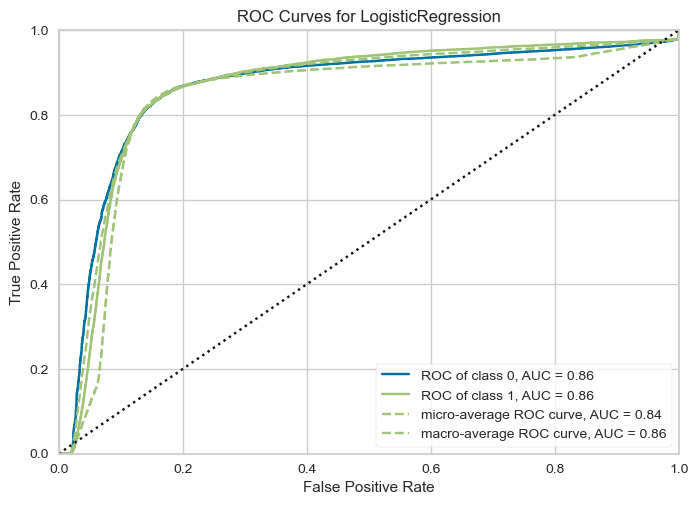 ROC Curves for LogisticRegression
True Positive Rate
1.0
0.8
0.6
0.4
0.2
0.0
ROC of class 0, AUC = 0.86
ROC of class 1, AUC = 0.86
micro-average ROC curve, AUC = 0.84
macro-average ROC curve, AUC = 0.86
0.0 0.2 0.4 0.6 0.8 1.0
False Positive Rate